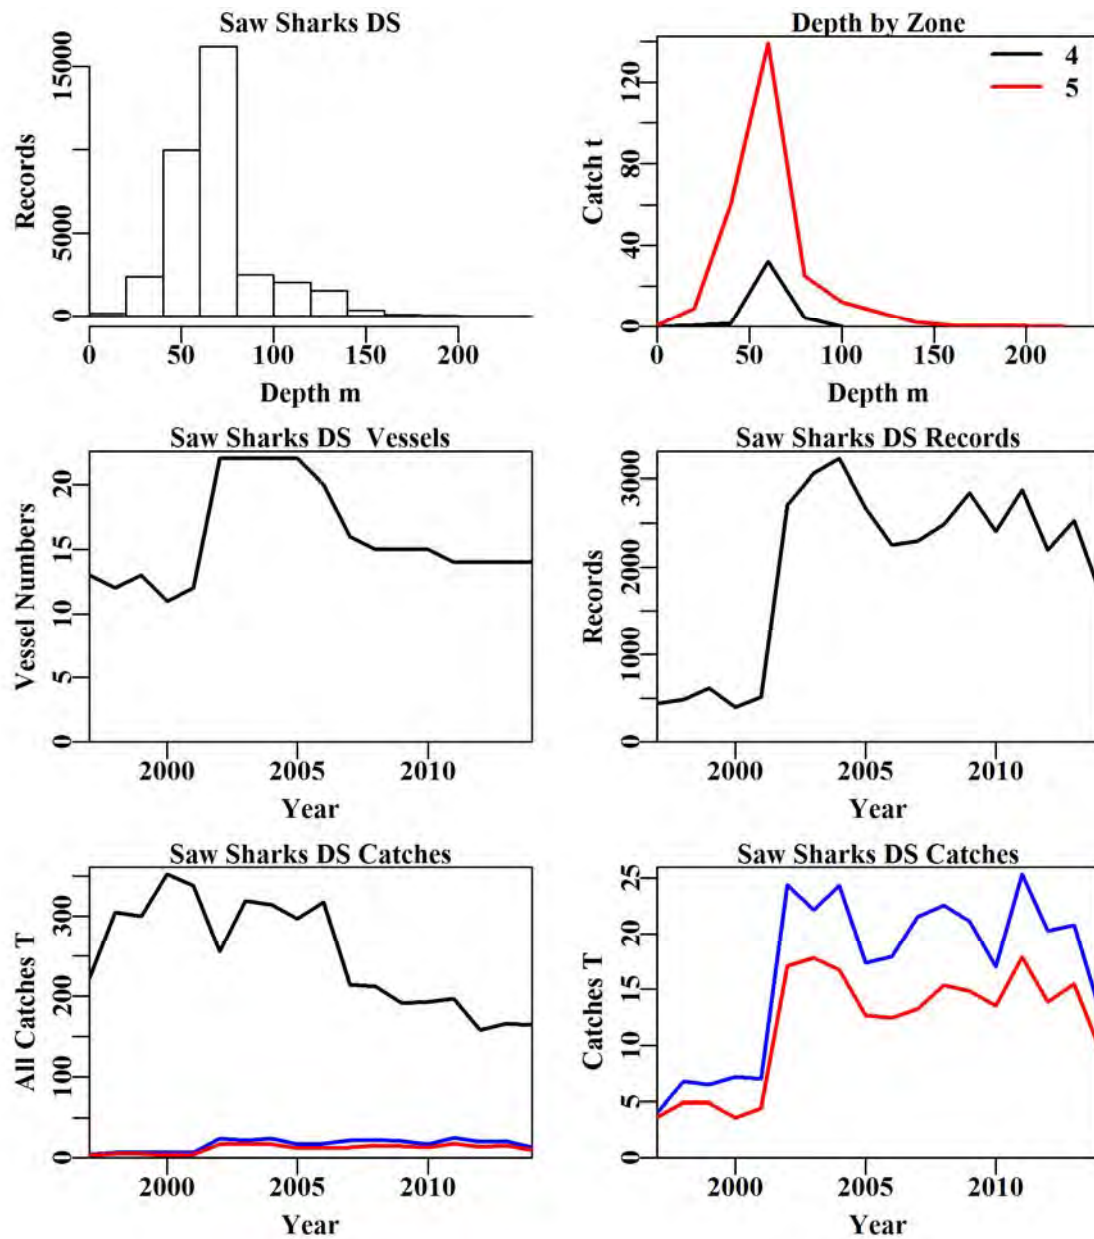 Saw Sharks DS
Records
0 5000 15000
0 50 100 150 200
Depth m
Depth by Zone
4
5
Catch t
0 40 80 120
0 50 100 150 200
Depth m
Saw Sharks DS Vessels
Vessel Numbers
0 5 10 15 20
2000 2005 2010
Year
Saw Sharks DS Records
Records
0 1000 2000 3000
2000 2005 2010
Year
Saw Sharks DS Catches
All Catches T
0 100 200 300
2000 2005 2010
Year
Saw Sharks DS Catches
Catches T
0 5 10 15 20 25
2000 2005 2010
Year